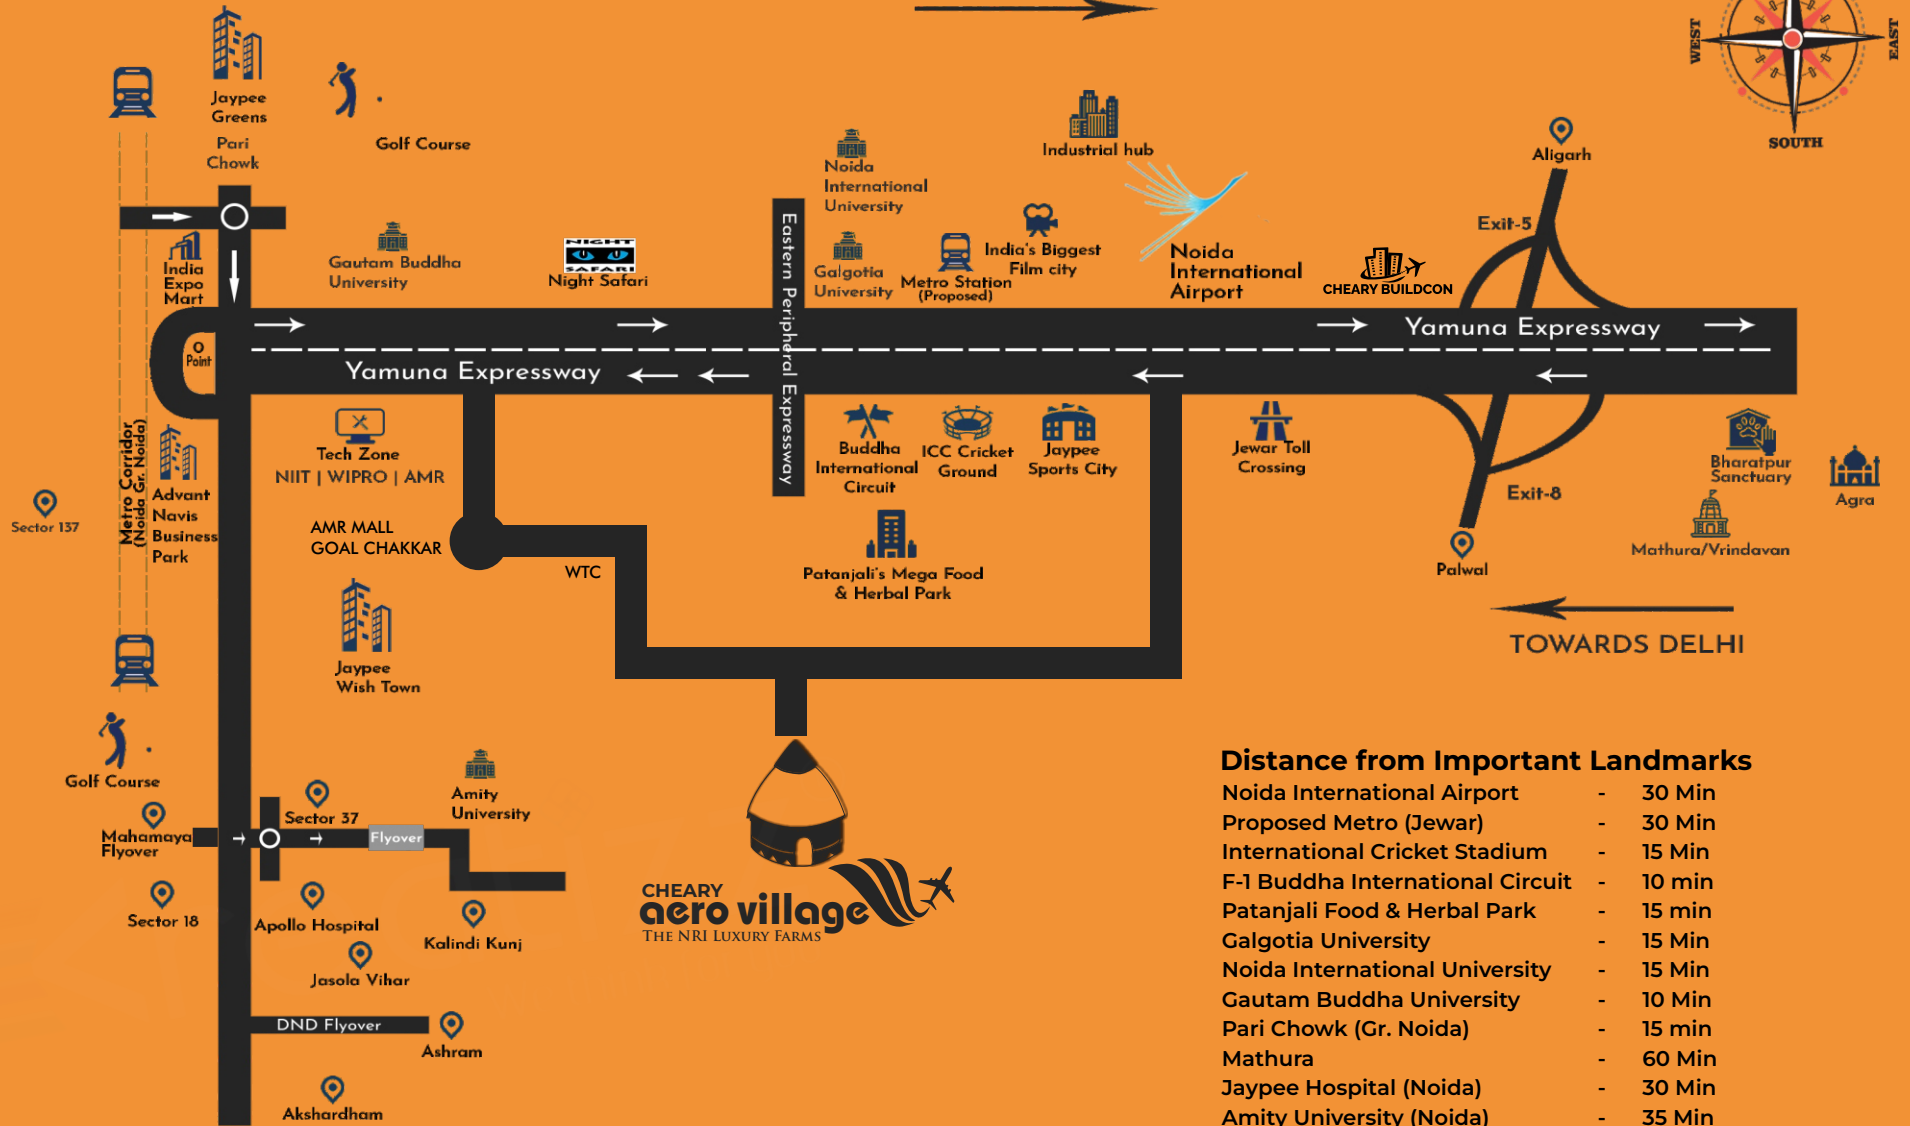 WEST
EAST
SOUTH
Jaypee
Greens
Pari
Chowk
Golf Course
Industrial hub
Aligarh
Noida
International
University
Exit-5
India
Expo
Mart
Gautam Buddha
University
NIGHT
SAFARI
Night Safari
Eastern Peripheral Expressway
Galgotia
University
Metro Station
(Proposed)
India's Biggest
Film city
Noida
International
Airport
CHEARY BUILDCON
Yamuna Expressway
O
Point
Yamuna Expressway
Metro Corridor
(Noida Gr. Noida)
Sector 137
Advant
Navis
Business
Park
Tech Zone
NIIT | WIPRO | AMR
AMR MALL
GOAL CHAKKAR
WTC
Buddha
International
Circuit
ICC Cricket
Ground
Jaypee
Sports City
Jewar Toll
Crossing
Exit-8
Palwal
Bharatpur
Sanctuary
Agra
Mathura/Vrindavan
Patanjali's Mega Food
& Herbal Park
TOWARDS DELHI
Jaypee
Wish Town
Golf Course
Mahamaya
Flyover
Sector 37
Flyover
Amity
University
Sector 18
Apollo Hospital
Kalindi Kunj
Jasola Vihar
DND Flyover
Ashram
Akshardham
CHEARY
aero village
THE NRI LUXURY FARMS
Distance from Important Landmarks
Noida International Airport - 30 Min
Proposed Metro (Jewar) - 30 Min
International Cricket Stadium - 15 Min
F-1 Buddha International Circuit - 10 min
Patanjali Food & Herbal Park - 15 min
Galgotia University - 15 Min
Noida International University - 15 Min
Gautam Buddha University - 10 Min
Pari Chowk (Gr. Noida) - 15 min
Mathura - 60 Min
Jaypee Hospital (Noida) - 30 Min
Amity University (Noida) - 35 Min